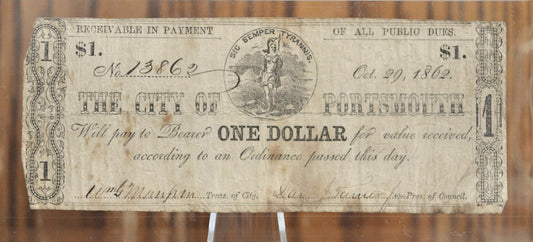 RECEIVABLE IN PAYMENT OF ALL PUBLIC DUES.
$1. SIC SEMPER TYRANNIS. $1.
No. 13862 Oct. 29, 1862.
THE CITY OF PORTSMOUTH
Will pay to Bearer ONE DOLLAR for value received,
according to an Ordinance passed this day.
Treas. of City. Pres. of Council.
1
1
1